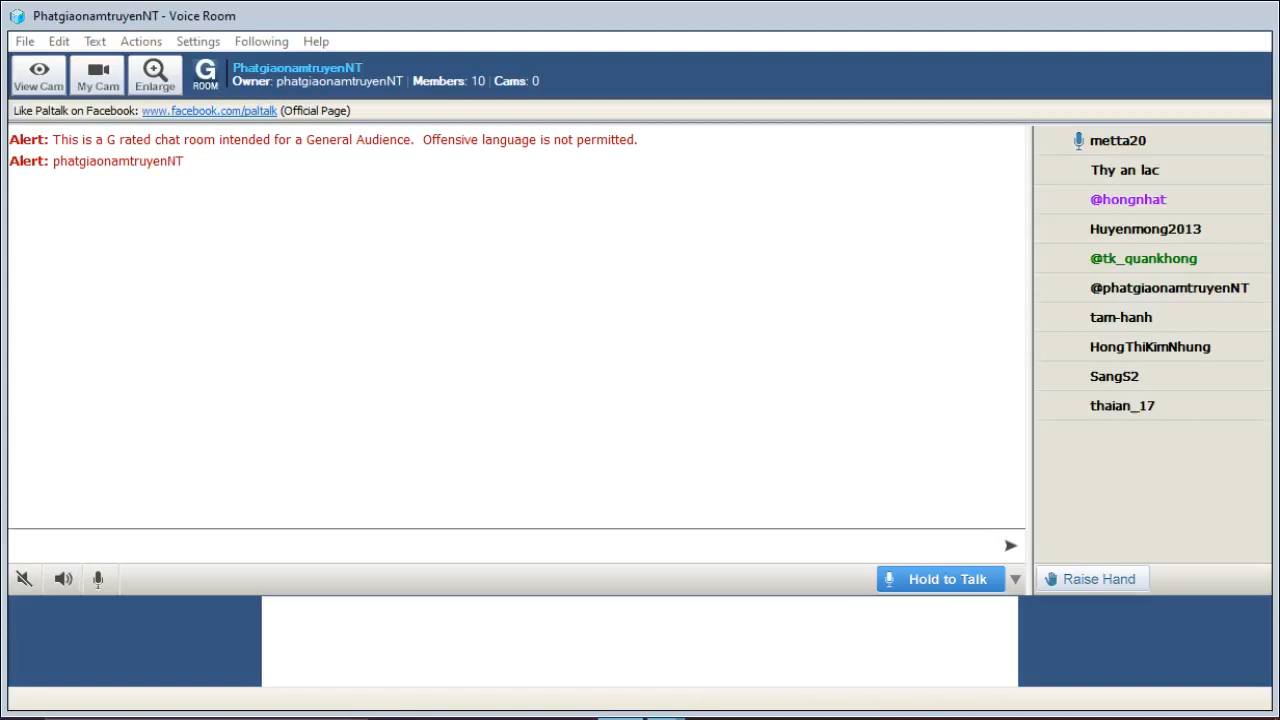 PhatgiaonamtruyenNT - Voice Room
File Edit Text Actions Settings Following Help
View Cam My Cam Enlarge G ROOM
PhatgiaonamtruyenNT
Owner: phatgiaonamtruyenNT | Members: 10 | Cams: 0
Like Paltalk on Facebook: www.facebook.com/paltalk (Official Page)
Alert: This is a G rated chat room intended for a General Audience. Offensive language is not permitted.
Alert: phatgiaonamtruyenNT
metta20
Thy an lac
@hongnhat
Huyenmong2013
@tk_quankhong
@phatgiaonamtruyenNT
tam-hanh
HongThiKimNhung
SangS2
thaian_17
Hold to Talk
Raise Hand